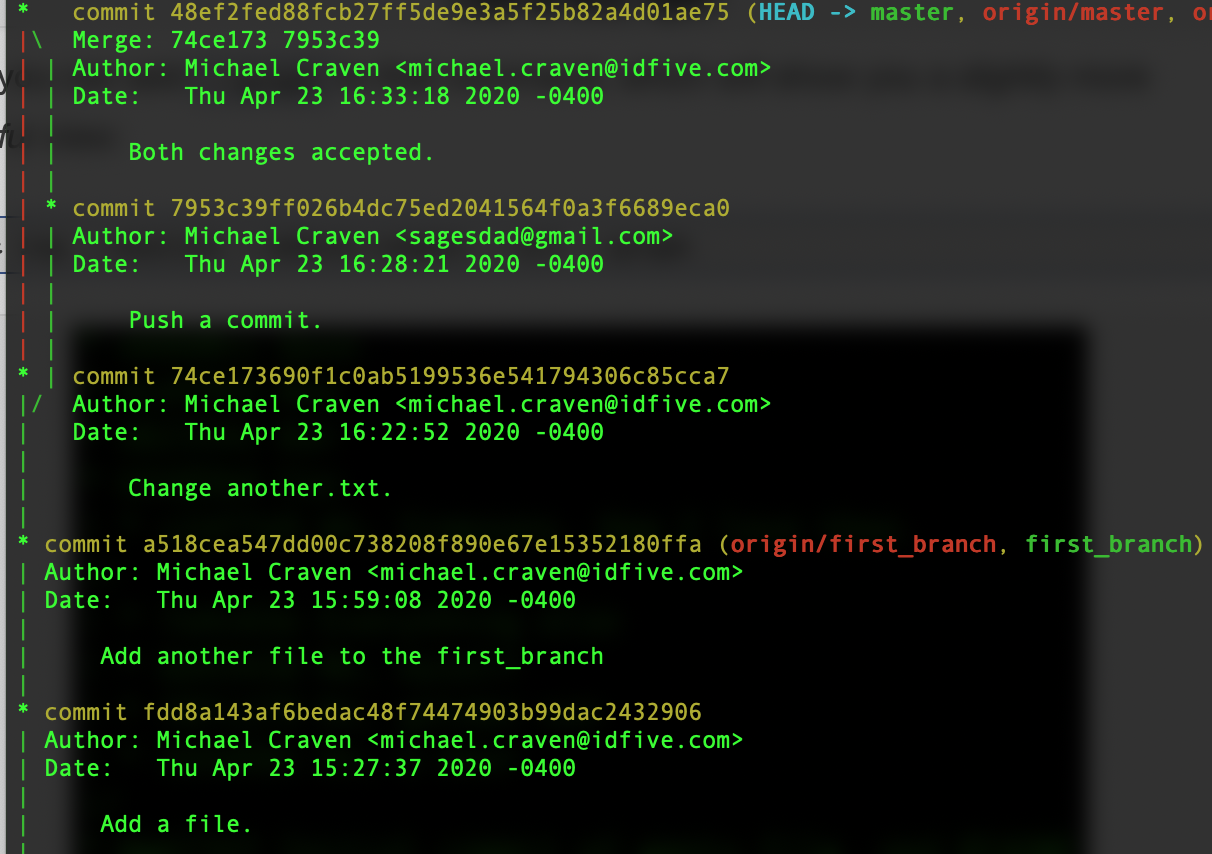 *   commit 48ef2fed88fcb27ff5de9e3a5f25b82a4d01ae75 (HEAD -> master, origin/master,
|\  Merge: 74ce173 7953c39
| | Author: Michael Craven <michael.craven@idfive.com>
| | Date:   Thu Apr 23 16:33:18 2020 -0400
| |
| |     Both changes accepted.
| |
| * commit 7953c39ff026b4dc75ed2041564f0a3f6689eca0
| | Author: Michael Craven <sagesdad@gmail.com>
| | Date:   Thu Apr 23 16:28:21 2020 -0400
| |
| |     Push a commit.
| |
* | commit 74ce173690f1c0ab5199536e541794306c85cca7
|/  Author: Michael Craven <michael.craven@idfive.com>
|   Date:   Thu Apr 23 16:22:52 2020 -0400
|
|       Change another.txt.
|
* commit a518cea547dd00c738208f890e67e15352180ffa (origin/first_branch, first_branch)
| Author: Michael Craven <michael.craven@idfive.com>
| Date:   Thu Apr 23 15:59:08 2020 -0400
|
|     Add another file to the first_branch
|
* commit fdd8a143af6bedac48f74474903b99dac2432906
| Author: Michael Craven <michael.craven@idfive.com>
| Date:   Thu Apr 23 15:27:37 2020 -0400
|
|     Add a file.
|